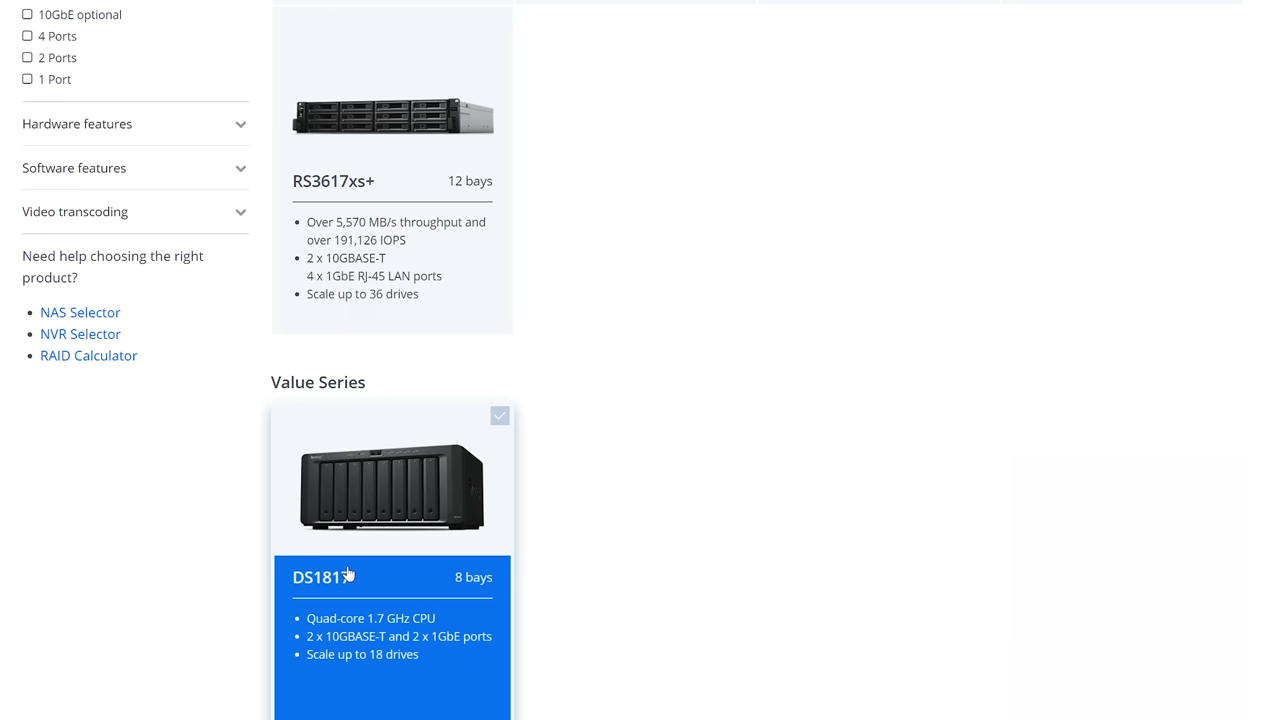 10GbE optional
4 Ports
2 Ports
1 Port
Hardware features
Software features
Video transcoding
Need help choosing the right
product?
NAS Selector
NVR Selector
RAID Calculator
RS3617xs+ 12 bays
Over 5,570 MB/s throughput and
over 191,126 IOPS
2 x 10GBASE-T
4 x 1GbE RJ-45 LAN ports
Scale up to 36 drives
Value Series
DS1817 8 bays
Quad-core 1.7 GHz CPU
2 x 10GBASE-T and 2 x 1GbE ports
Scale up to 18 drives